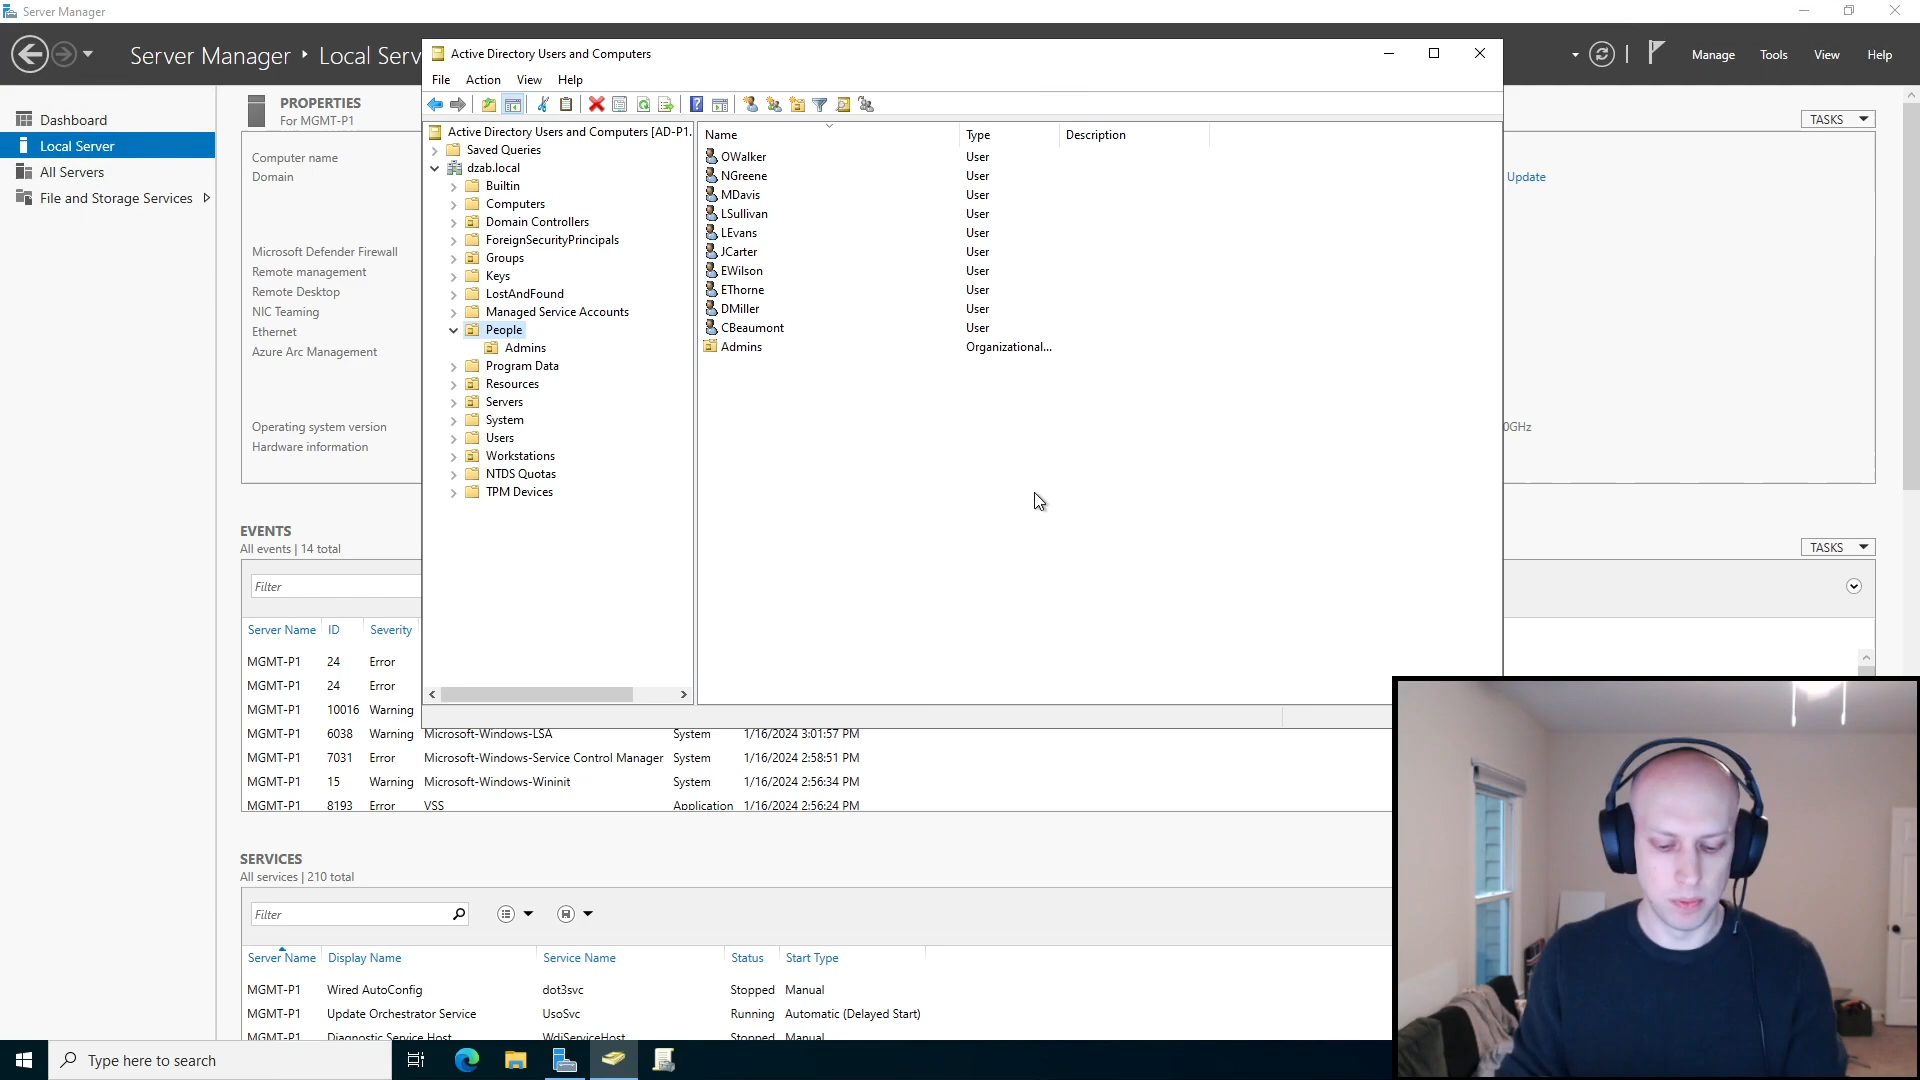 Server Manager
Server Manager ‣ Local Serv
Manage
Tools
View
Help
Dashboard
Local Server
All Servers
File and Storage Services
PROPERTIES
For MGMT-P1
TASKS
Computer name
Domain
Update
Microsoft Defender Firewall
Remote management
Remote Desktop
NIC Teaming
Ethernet
Azure Arc Management
Operating system version
Hardware information
0GHz
Active Directory Users and Computers
File Action View Help
Active Directory Users and Computers [AD-P1.
Saved Queries
dzab.local
Builtin
Computers
Domain Controllers
ForeignSecurityPrincipals
Groups
Keys
LostAndFound
Managed Service Accounts
People
Admins
Program Data
Resources
Servers
System
Users
Workstations
NTDS Quotas
TPM Devices
Name Type Description
OWalker User
NGreene User
MDavis User
LSullivan User
LEvans User
JCarter User
EWilson User
EThorne User
DMiller User
CBeaumont User
Admins Organizational...
EVENTS
All events | 14 total
TASKS
Filter
Server Name ID Severity
MGMT-P1 24 Error
MGMT-P1 24 Error
MGMT-P1 10016 Warning
MGMT-P1 6038 Warning Microsoft-Windows-LSA System 1/16/2024 3:01:57 PM
MGMT-P1 7031 Error Microsoft-Windows-Service Control Manager System 1/16/2024 2:58:51 PM
MGMT-P1 15 Warning Microsoft-Windows-Wininit System 1/16/2024 2:56:34 PM
MGMT-P1 8193 Error VSS Application 1/16/2024 2:56:24 PM
SERVICES
All services | 210 total
Filter
Server Name Display Name Service Name Status Start Type
MGMT-P1 Wired AutoConfig dot3svc Stopped Manual
MGMT-P1 Update Orchestrator Service UsoSvc Running Automatic (Delayed Start)
MGMT-P1 Diagnostic Service Host WdiServiceHost Stopped Manual
Type here to search